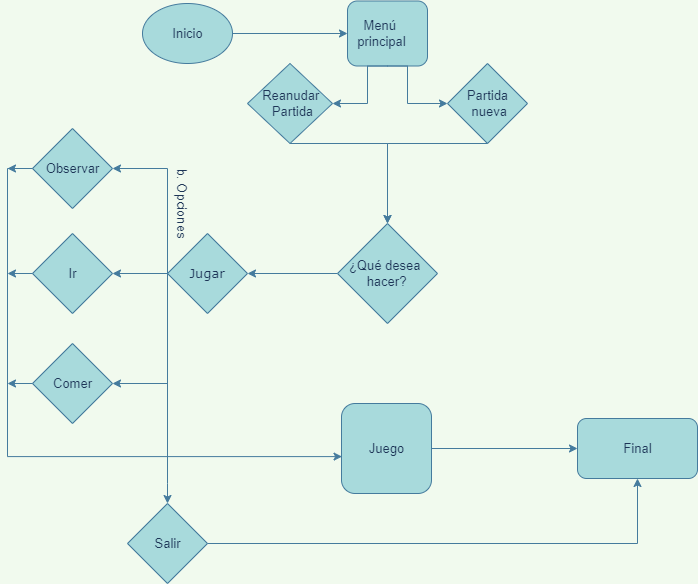 Inicio
Menú
principal
Reanudar
Partida
Partida
nueva
Observar
b. Opciones
¿Qué desea
hacer?
Jugar
Ir
Comer
Juego
Final
Salir